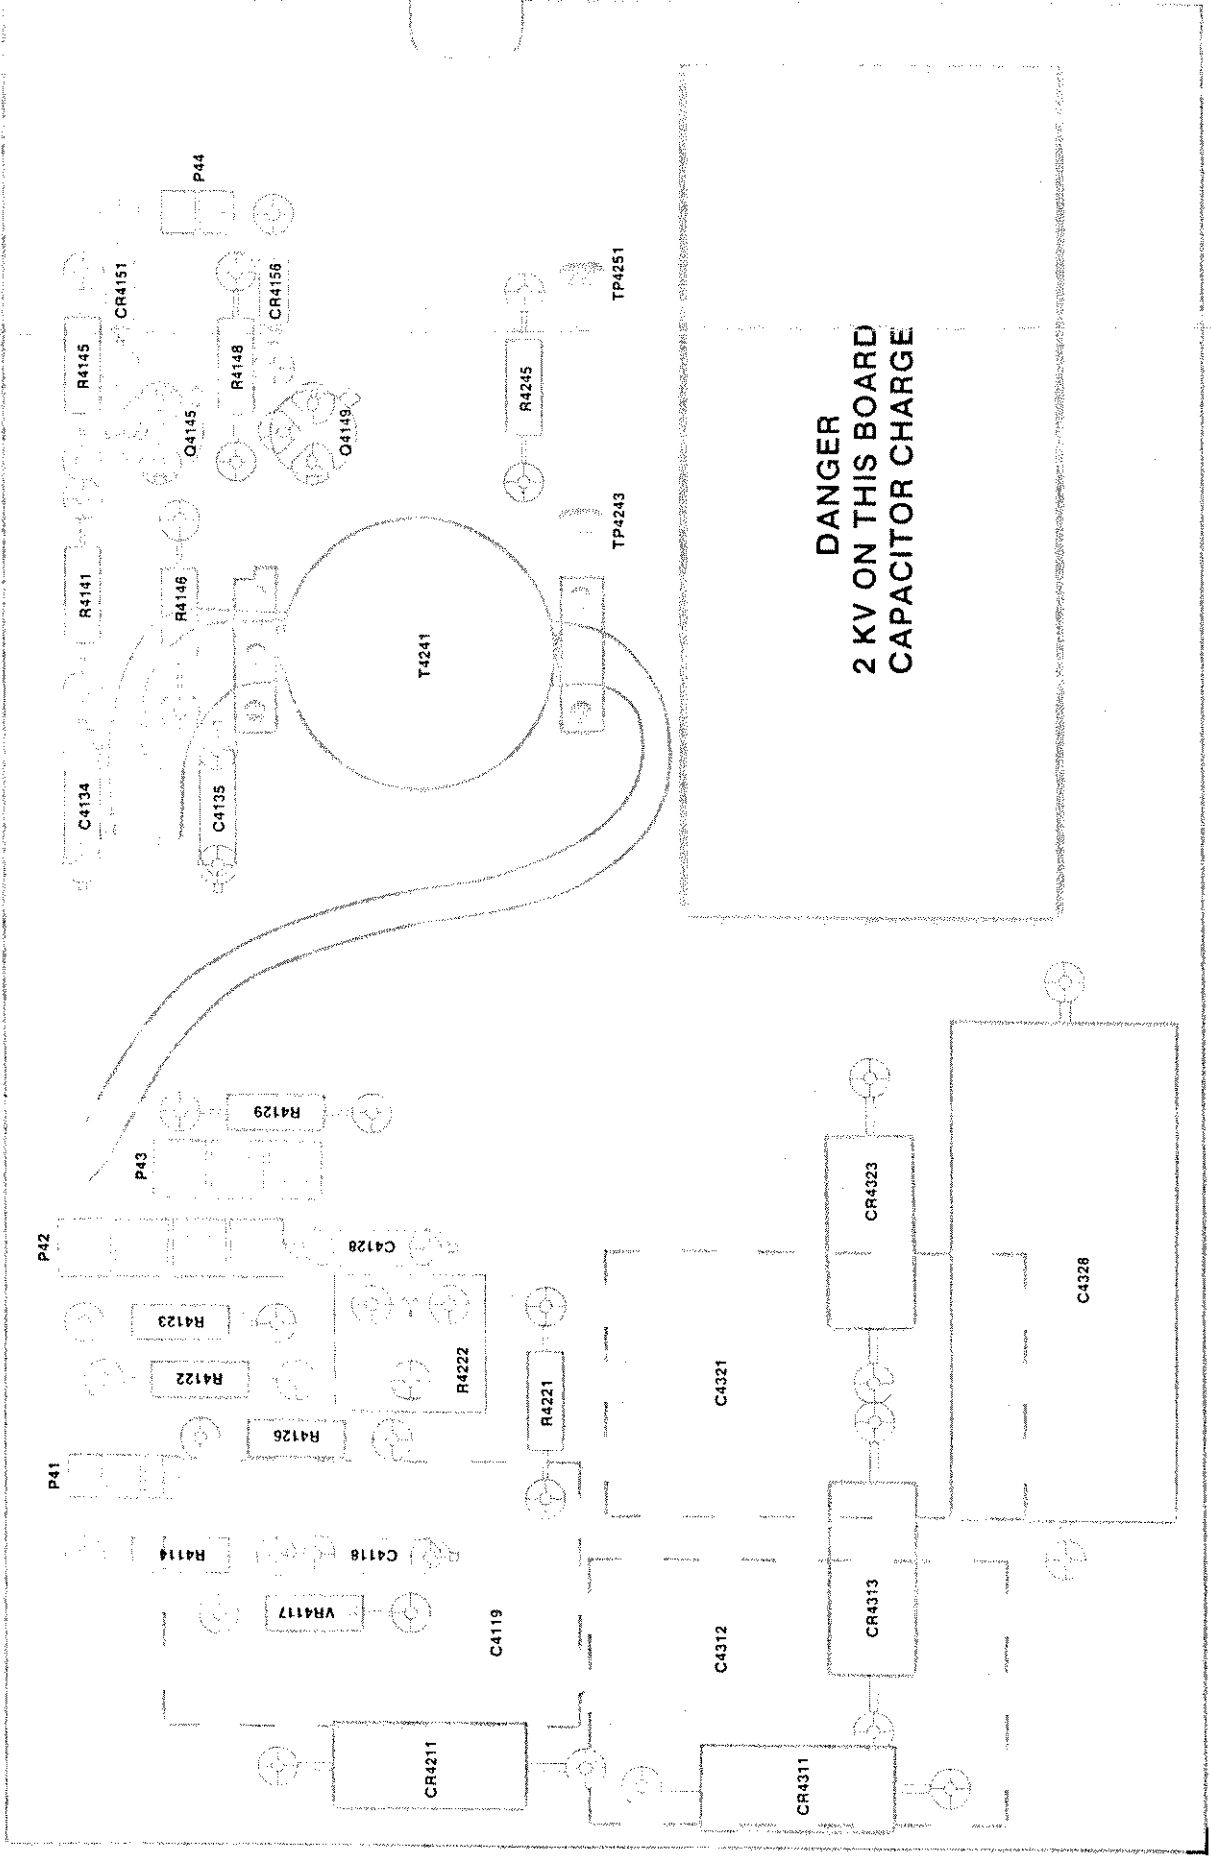 P44
CR4151
CR4156
R4145
R4148
Q4145
Q4149
TP4251
R4245
DANGER
2 KV ON THIS BOARD
CAPACITOR CHARGE
TP4243
R4141
R4146
T4241
C4134
C4135
R4129
P43
P42
C4128
R4123
R4122
R4222
R4221
R4126
P41
CR4323
C4328
C4321
R4114
C4118
VR4117
C4119
C4312
CR4313
CR4211
CR4311